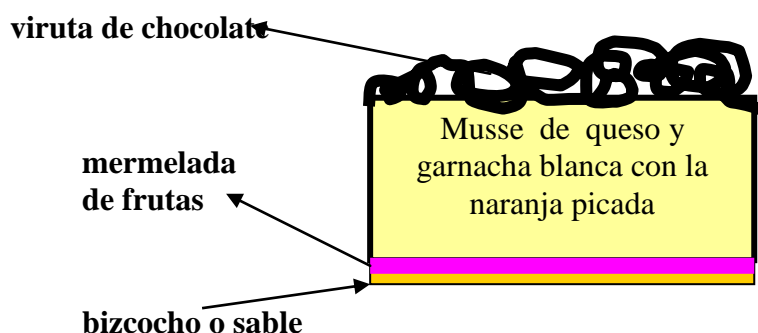 viruta de chocolate
Musse de queso y
garnacha blanca con la
naranja picada
mermelada
de frutas
bizcocho o sable